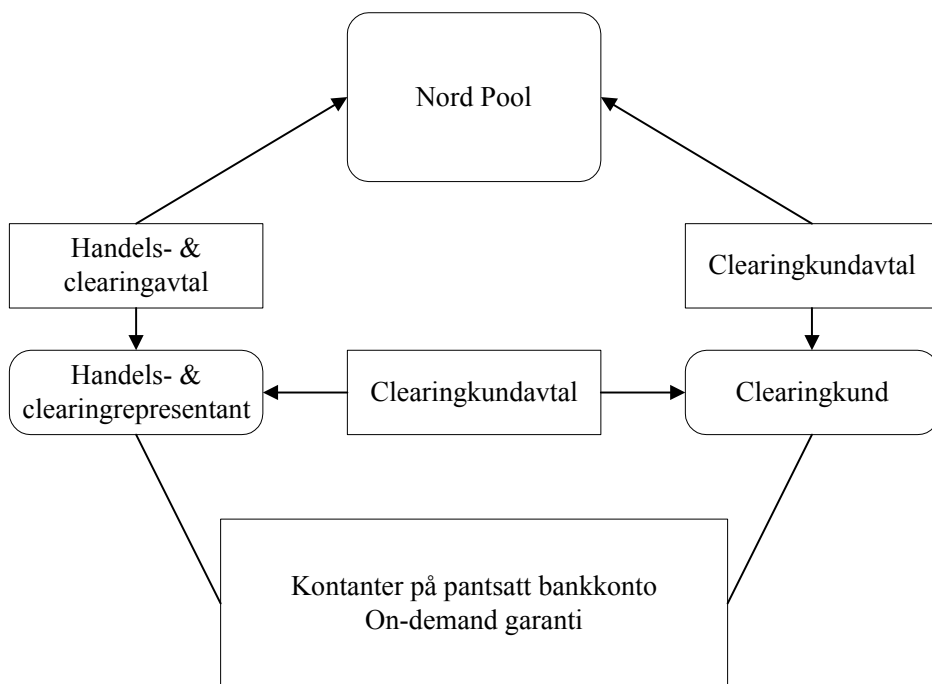 Nord Pool
Handels- &
clearingavtal
Clearingkundavtal
Handels- &
clearingrepresentant
Clearingkundavtal
Clearingkund
Kontanter på pantsatt bankkonto
On-demand garanti